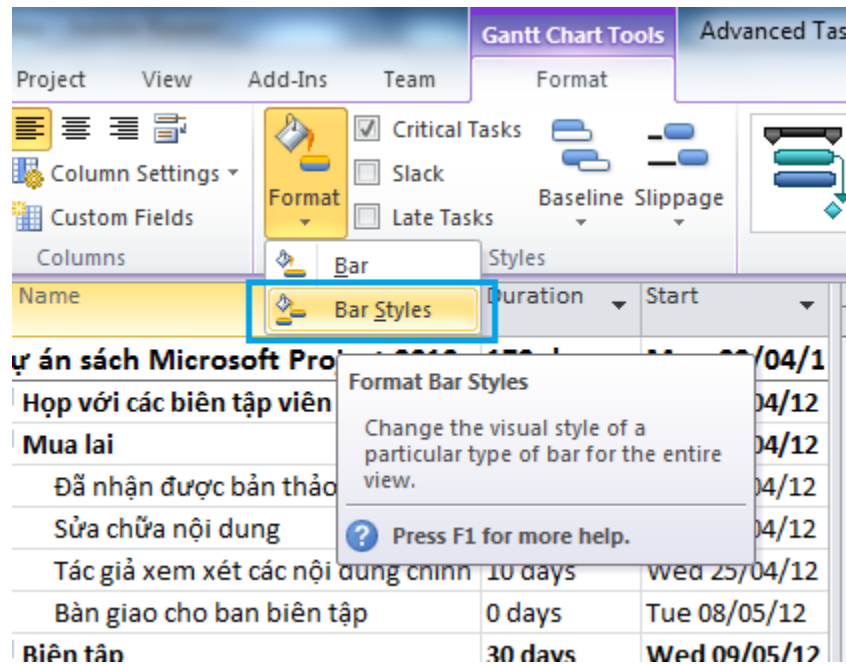 Gantt Chart Tools
Advanced Tas
Project View Add-Ins Team Format
Critical Tasks
Column Settings
Slack
Format
Baseline Slippage
Custom Fields
Late Tasks
Columns
Styles
Bar
Name
Bar Styles
Duration
Start
ự án sách Microsoft Pro /04/1
Format Bar Styles
Họp với các biên tập viên 04/12
Change the visual style of a
particular type of bar for the entire
view.
Mua lai 04/12
Đã nhận được bản thảo 04/12
Sửa chữa nội dung 04/12
Press F1 for more help.
Tác giả xem xét các nội dung chính 10 days Wed 25/04/12
Bàn giao cho ban biên tập 0 days Tue 08/05/12
Biên tập 30 days Wed 09/05/12